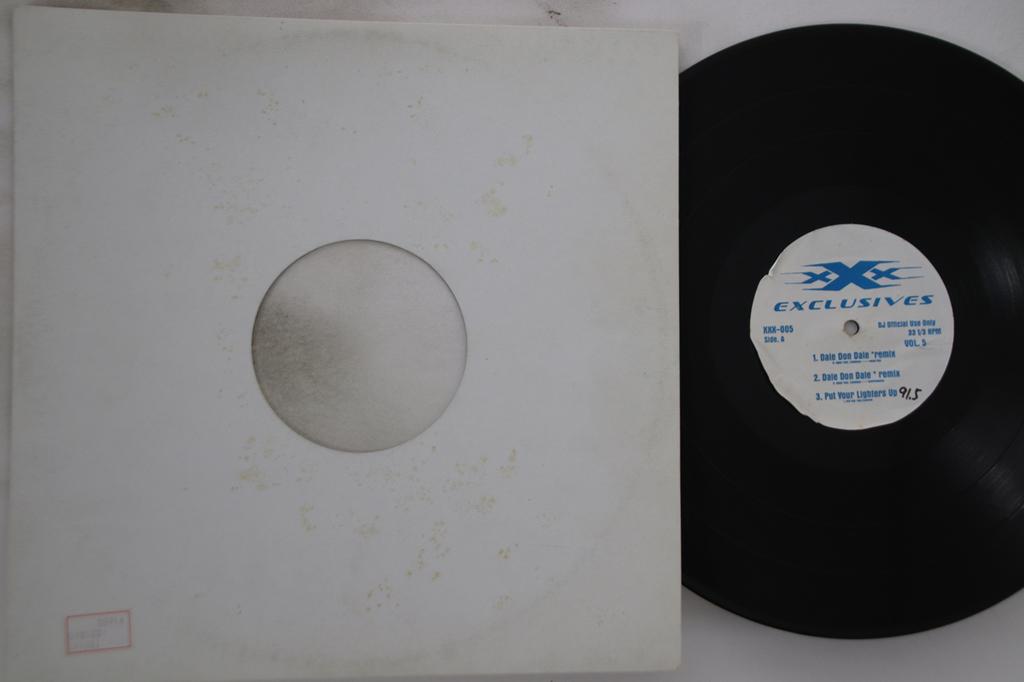 XXX
EXCLUSIVES
XXX-005
Side. A
DJ Official Use Only
33 1/3 RPM
VOL. 5
1. Dale Don Dale *remix
2. Dale Don Dale * remix
3. Put Your Lighters Up 91.5